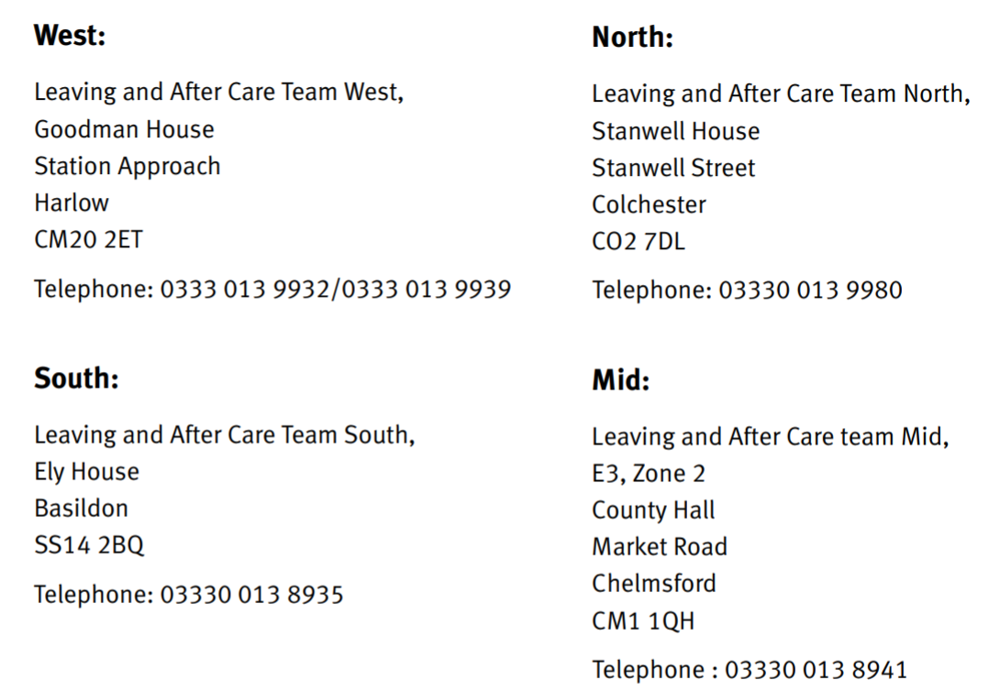 West:
Leaving and After Care Team West,
Goodman House
Station Approach
Harlow
CM20 2ET
Telephone: 0333 013 9932/0333 013 9939
North:
Leaving and After Care Team North,
Stanwell House
Stanwell Street
Colchester
CO2 7DL
Telephone: 03330 013 9980
South:
Leaving and After Care Team South,
Ely House
Basildon
SS14 2BQ
Telephone: 03330 013 8935
Mid:
Leaving and After Care team Mid,
E3, Zone 2
County Hall
Market Road
Chelmsford
CM1 1QH
Telephone : 03330 013 8941